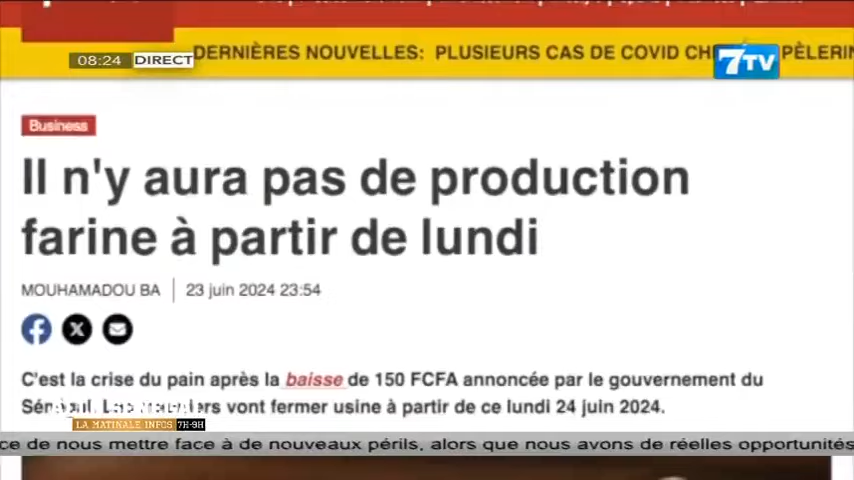 08:24 DIRECT DERNIÈRES NOUVELLES: PLUSIEURS CAS DE COVID 7TV PÈLERIN
Business
Il n'y aura pas de production
farine à partir de lundi
MOUHAMADOU BA 23 juin 2024 23:54
C'est la crise du pain après la baisse de 150 FCFA annoncée par le gouvernement du
vont fermer usine à partir de ce lundi 24 juin 2024.
LA MATINALE INFOS 7H-9H
ce de nous mettre face à de nouveaux périls, alors que nous avons de réelles opportunités